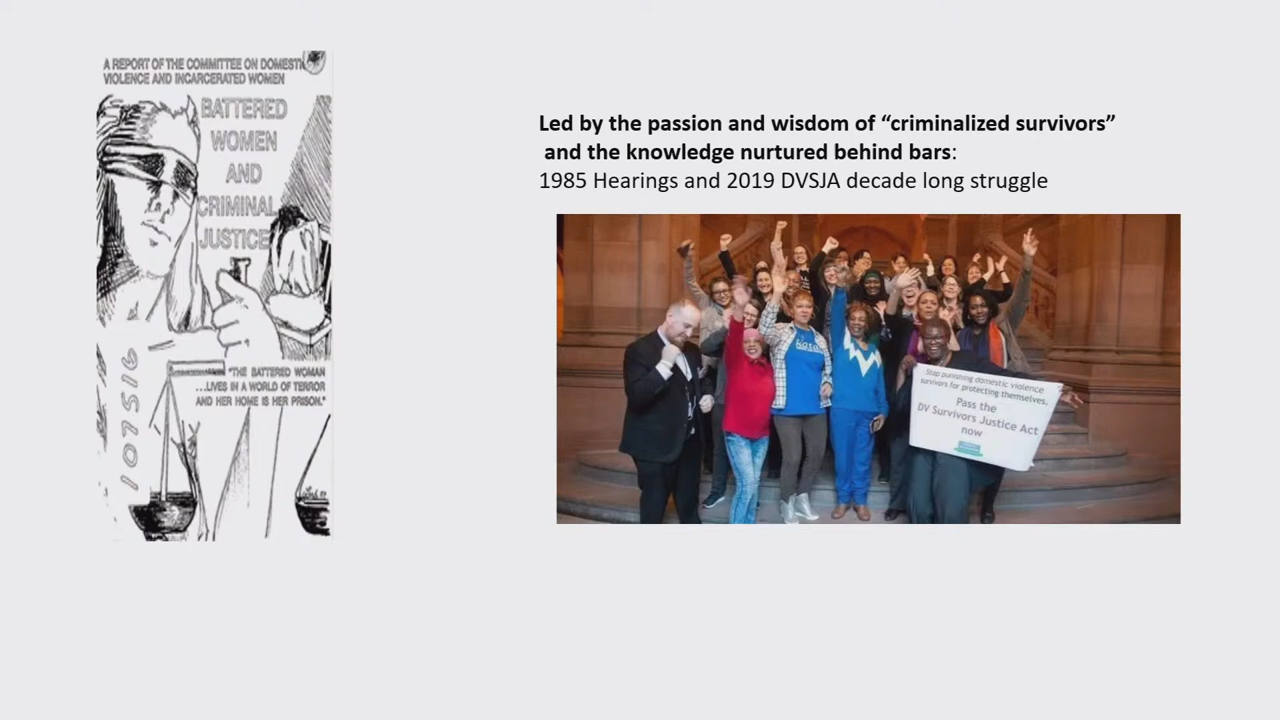 A REPORT OF THE COMMITTEE ON DOMESTIC
VIOLENCE AND INCARCERATED WOMEN
BATTERED
WOMEN
AND
CRIMINAL
JUSTICE
"THE BATTERED WOMAN
...LIVES IN A WORLD OF TERROR
AND HER HOME IS HER PRISON."
Led by the passion and wisdom of “criminalized survivors”
and the knowledge nurtured behind bars:
1985 Hearings and 2019 DVSJA decade long struggle
Stop punishing domestic violence
survivors for protecting themselves.
Pass the
DV Survivors Justice Act
now